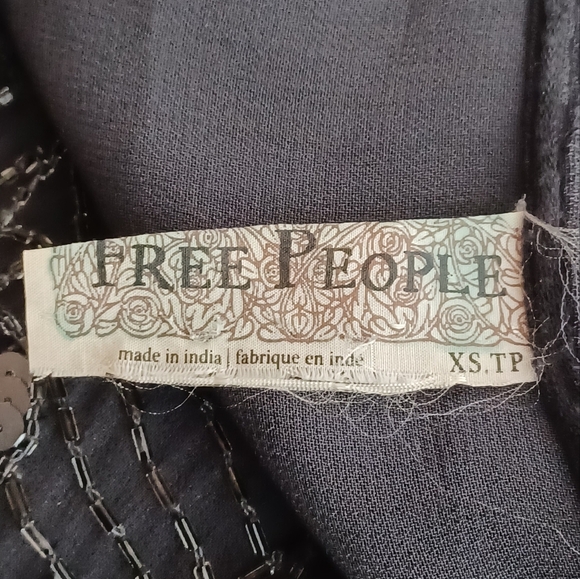 FREE PEOPLE
made in india | fabrique en inde
XS.TP